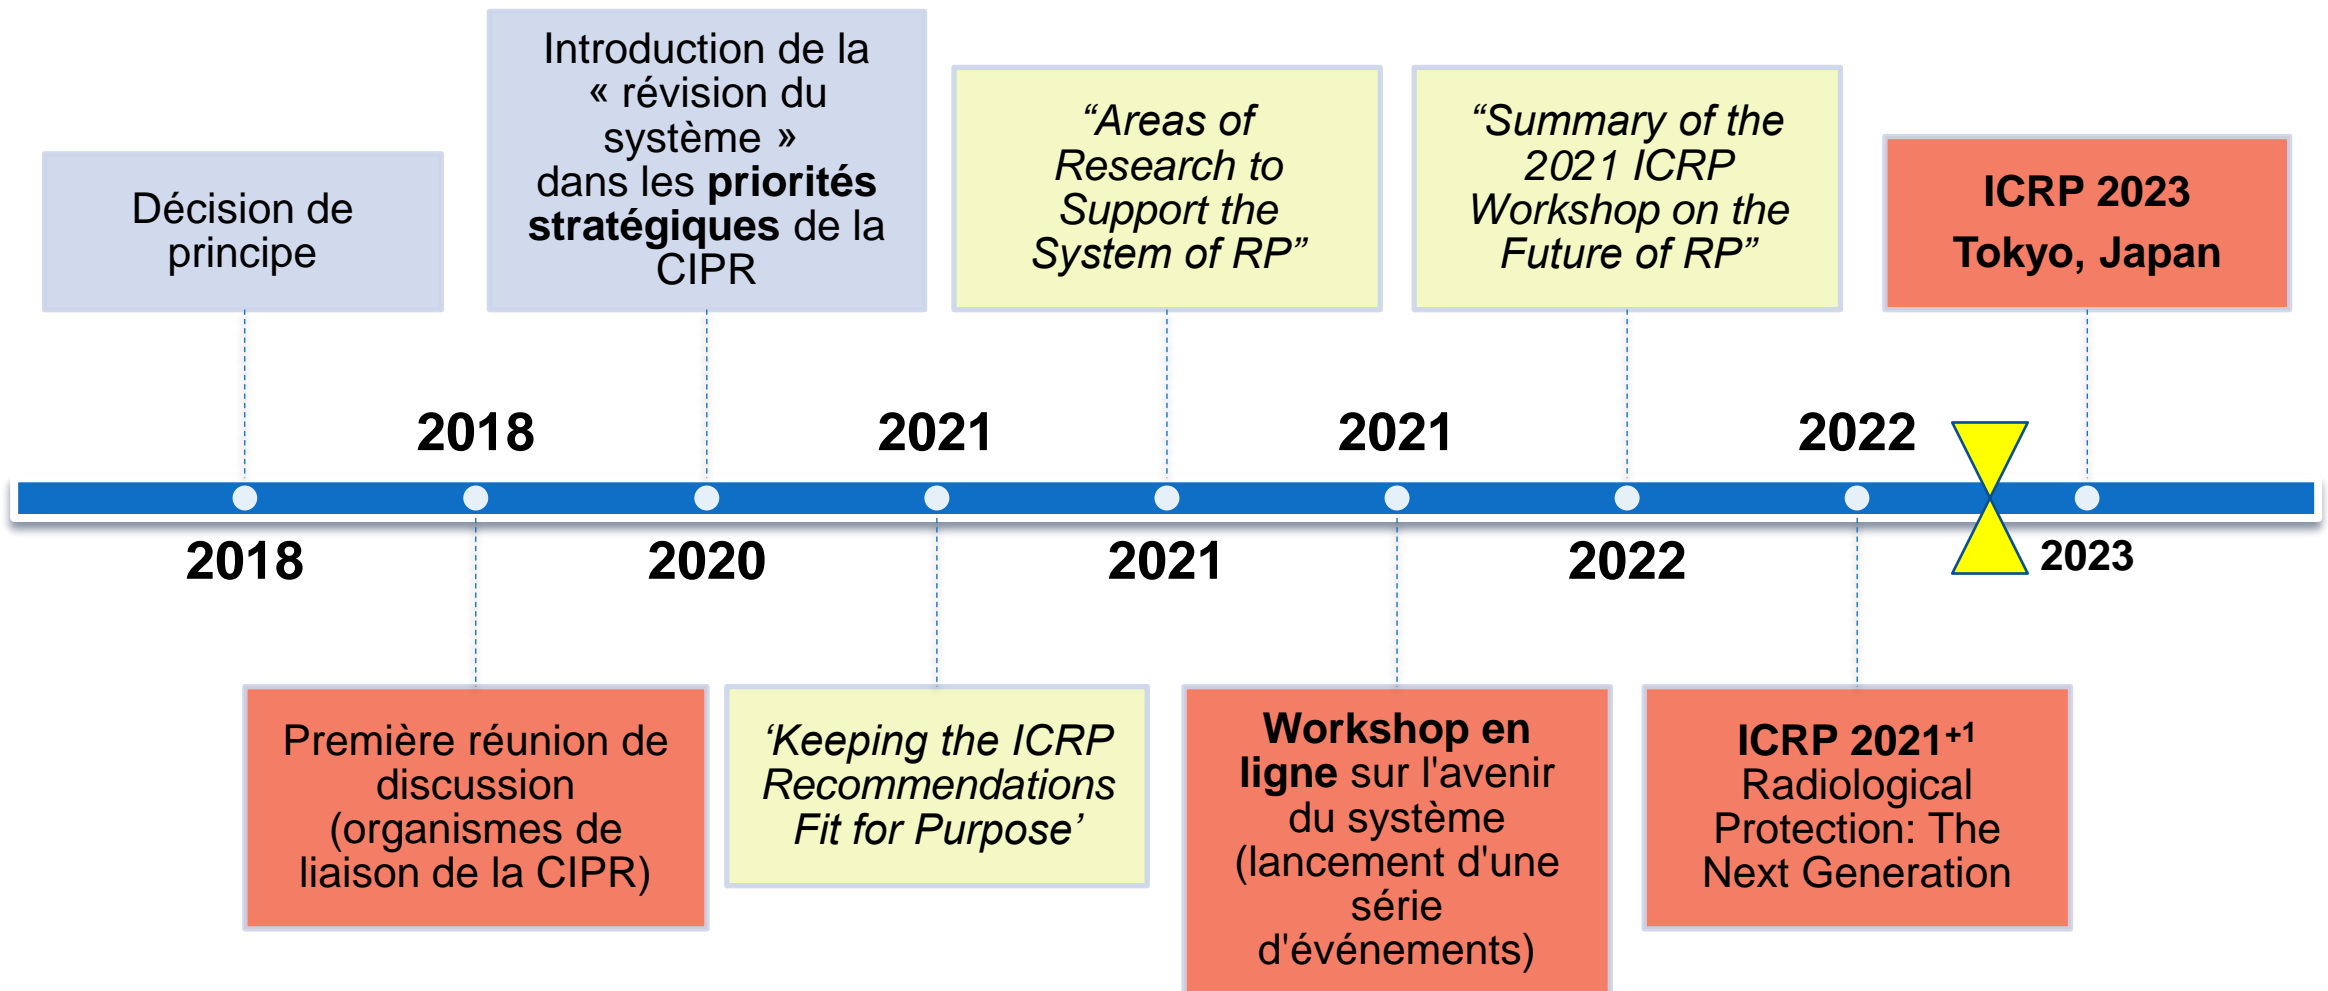 Décision de
principe
Introduction de la
« révision du
système »
dans les priorités
stratégiques de la
CIPR
“Areas of
Research to
Support the
System of RP”
“Summary of the
2021 ICRP
Workshop on the
Future of RP”
ICRP 2023
Tokyo, Japan
2018
2021
2021
2022
2018
2020
2021
2022
2023
Première réunion de
discussion
(organismes de
liaison de la CIPR)
‘Keeping the ICRP
Recommendations
Fit for Purpose’
Workshop en
ligne sur l'avenir
du système
(lancement d'une
série
d'événements)
ICRP 2021+1
Radiological
Protection: The
Next Generation